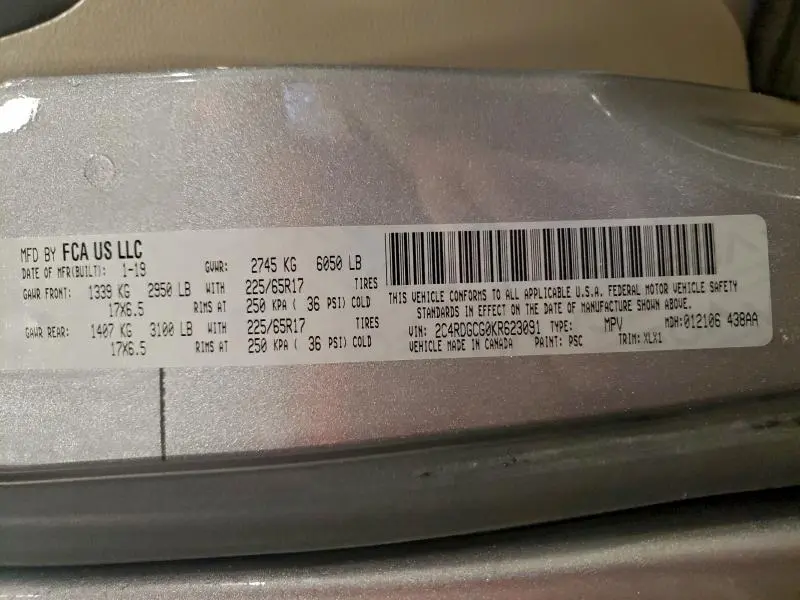 MFD BY FCA US LLC
DATE OF MFR(BUILT): 1-19 GVWR: 2745 KG 6050 LB
GAWR FRONT: 1339 KG 2950 LB WITH 225/65R17 TIRES
17X6.5 RIMS AT 250 KPA ( 36 PSI) COLD
GAWR REAR: 1407 KG 3100 LB WITH 225/65R17 TIRES
17X6.5 RIMS AT 250 KPA ( 36 PSI) COLD
THIS VEHICLE CONFORMS TO ALL APPLICABLE U.S.A. FEDERAL MOTOR VEHICLE SAFETY
STANDARDS IN EFFECT ON THE DATE OF MANUFACTURE SHOWN ABOVE.
VIN: 2C4RDGCG0KR623091 TYPE: MPV MDH:012106 438AA
VEHICLE MADE IN CANADA PAINT: PSC TRIM: XLX1